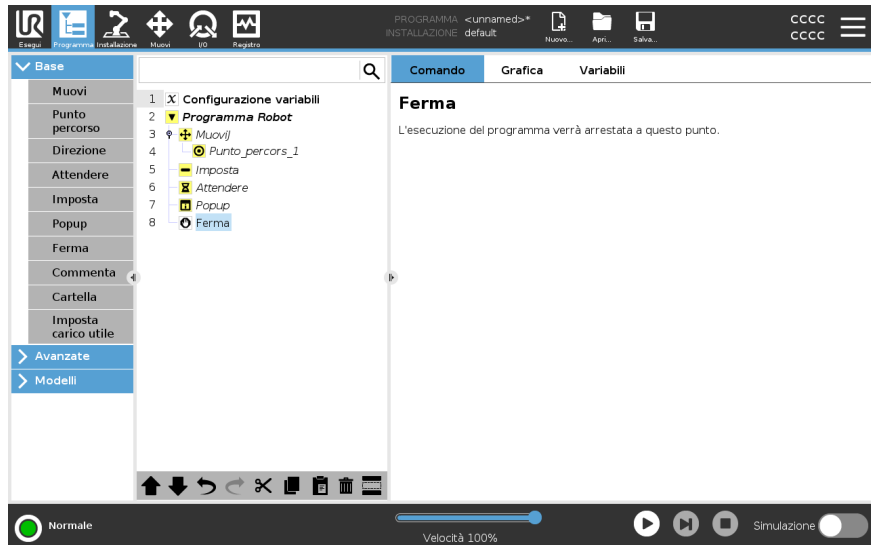 PROGRAMMA <unnamed>*
INSTALLAZIONE default
UR
Esegui
Programma
Installazione
Muovi
I/O
Registro
Nuovo...
Apri...
Salva...
cccc
cccc
Base
Muovi
Punto
percorso
Direzione
Attendere
Imposta
Popup
Ferma
Commenta
Cartella
Imposta
carico utile
Avanzate
Modelli
1 X Configurazione variabili
2 Programma Robot
3 MuoviJ
4 Punto_percors_1
5 Imposta
6 Attendere
7 Popup
8 Ferma
Comando Grafica Variabili
Ferma
L'esecuzione del programma verrà arrestata a questo punto.
Normale
Velocità 100%
Simulazione